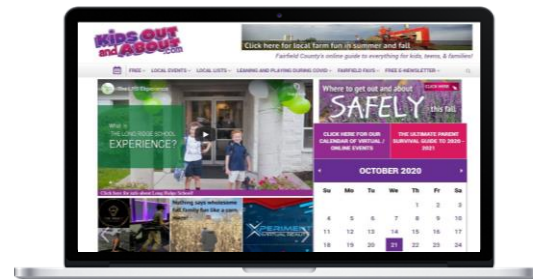 KiDS OUT
and ABOUT.com
Click here for local farm fun in summer and fall
Fairfield County's online guide to everything for kids, teens, & families!
FREE LOCAL EVENTS LOCAL LISTS LEARNING AND PLAYING DURING COVID FAIRFIELD FAVS FREE E-NEWSLETTER
What is
THE LONG RIDGE SCHOOL
EXPERIENCE?
Click here for info about Long Ridge School!
Where to get out and about
CLICK HERE
SAFELY
this fall
CLICK HERE FOR OUR
CALENDAR OF VIRTUAL /
ONLINE EVENTS
THE ULTIMATE PARENT
SURVIVAL GUIDE TO 2020 -
2021
OCTOBER 2020
Su Mo Tu We Th Fr Sa
1 2 3
4 5 6 7 8 9 10
11 12 13 14 15 16 17
18 19 20 21 22 23 24
Nothing says wholesome
fall family fun like a corn
maze!
XPERIMENT
VIRTUAL REALITY